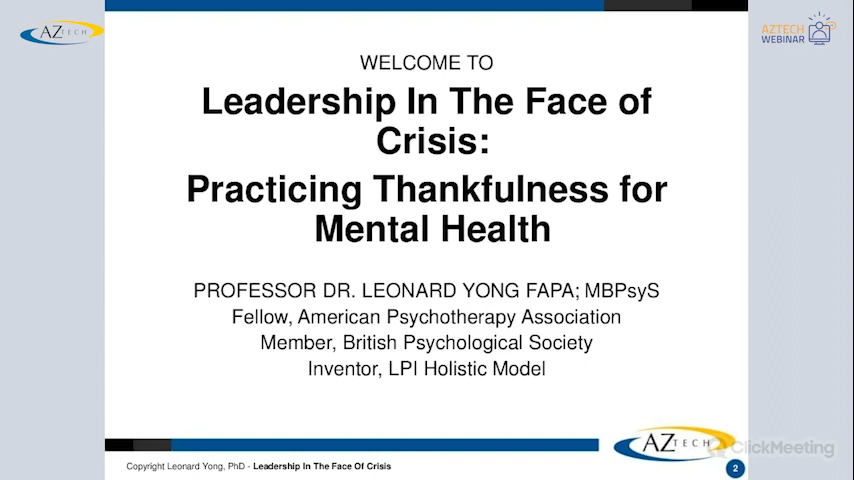 AZTECH
AZTECH
WEBINAR
WELCOME TO
Leadership In The Face of
Crisis:
Practicing Thankfulness for
Mental Health
PROFESSOR DR. LEONARD YONG FAPA; MBPsyS
Fellow, American Psychotherapy Association
Member, British Psychological Society
Inventor, LPI Holistic Model
AZTECH
ClickMeeting
Copyright Leonard Yong, PhD - Leadership In The Face Of Crisis
2